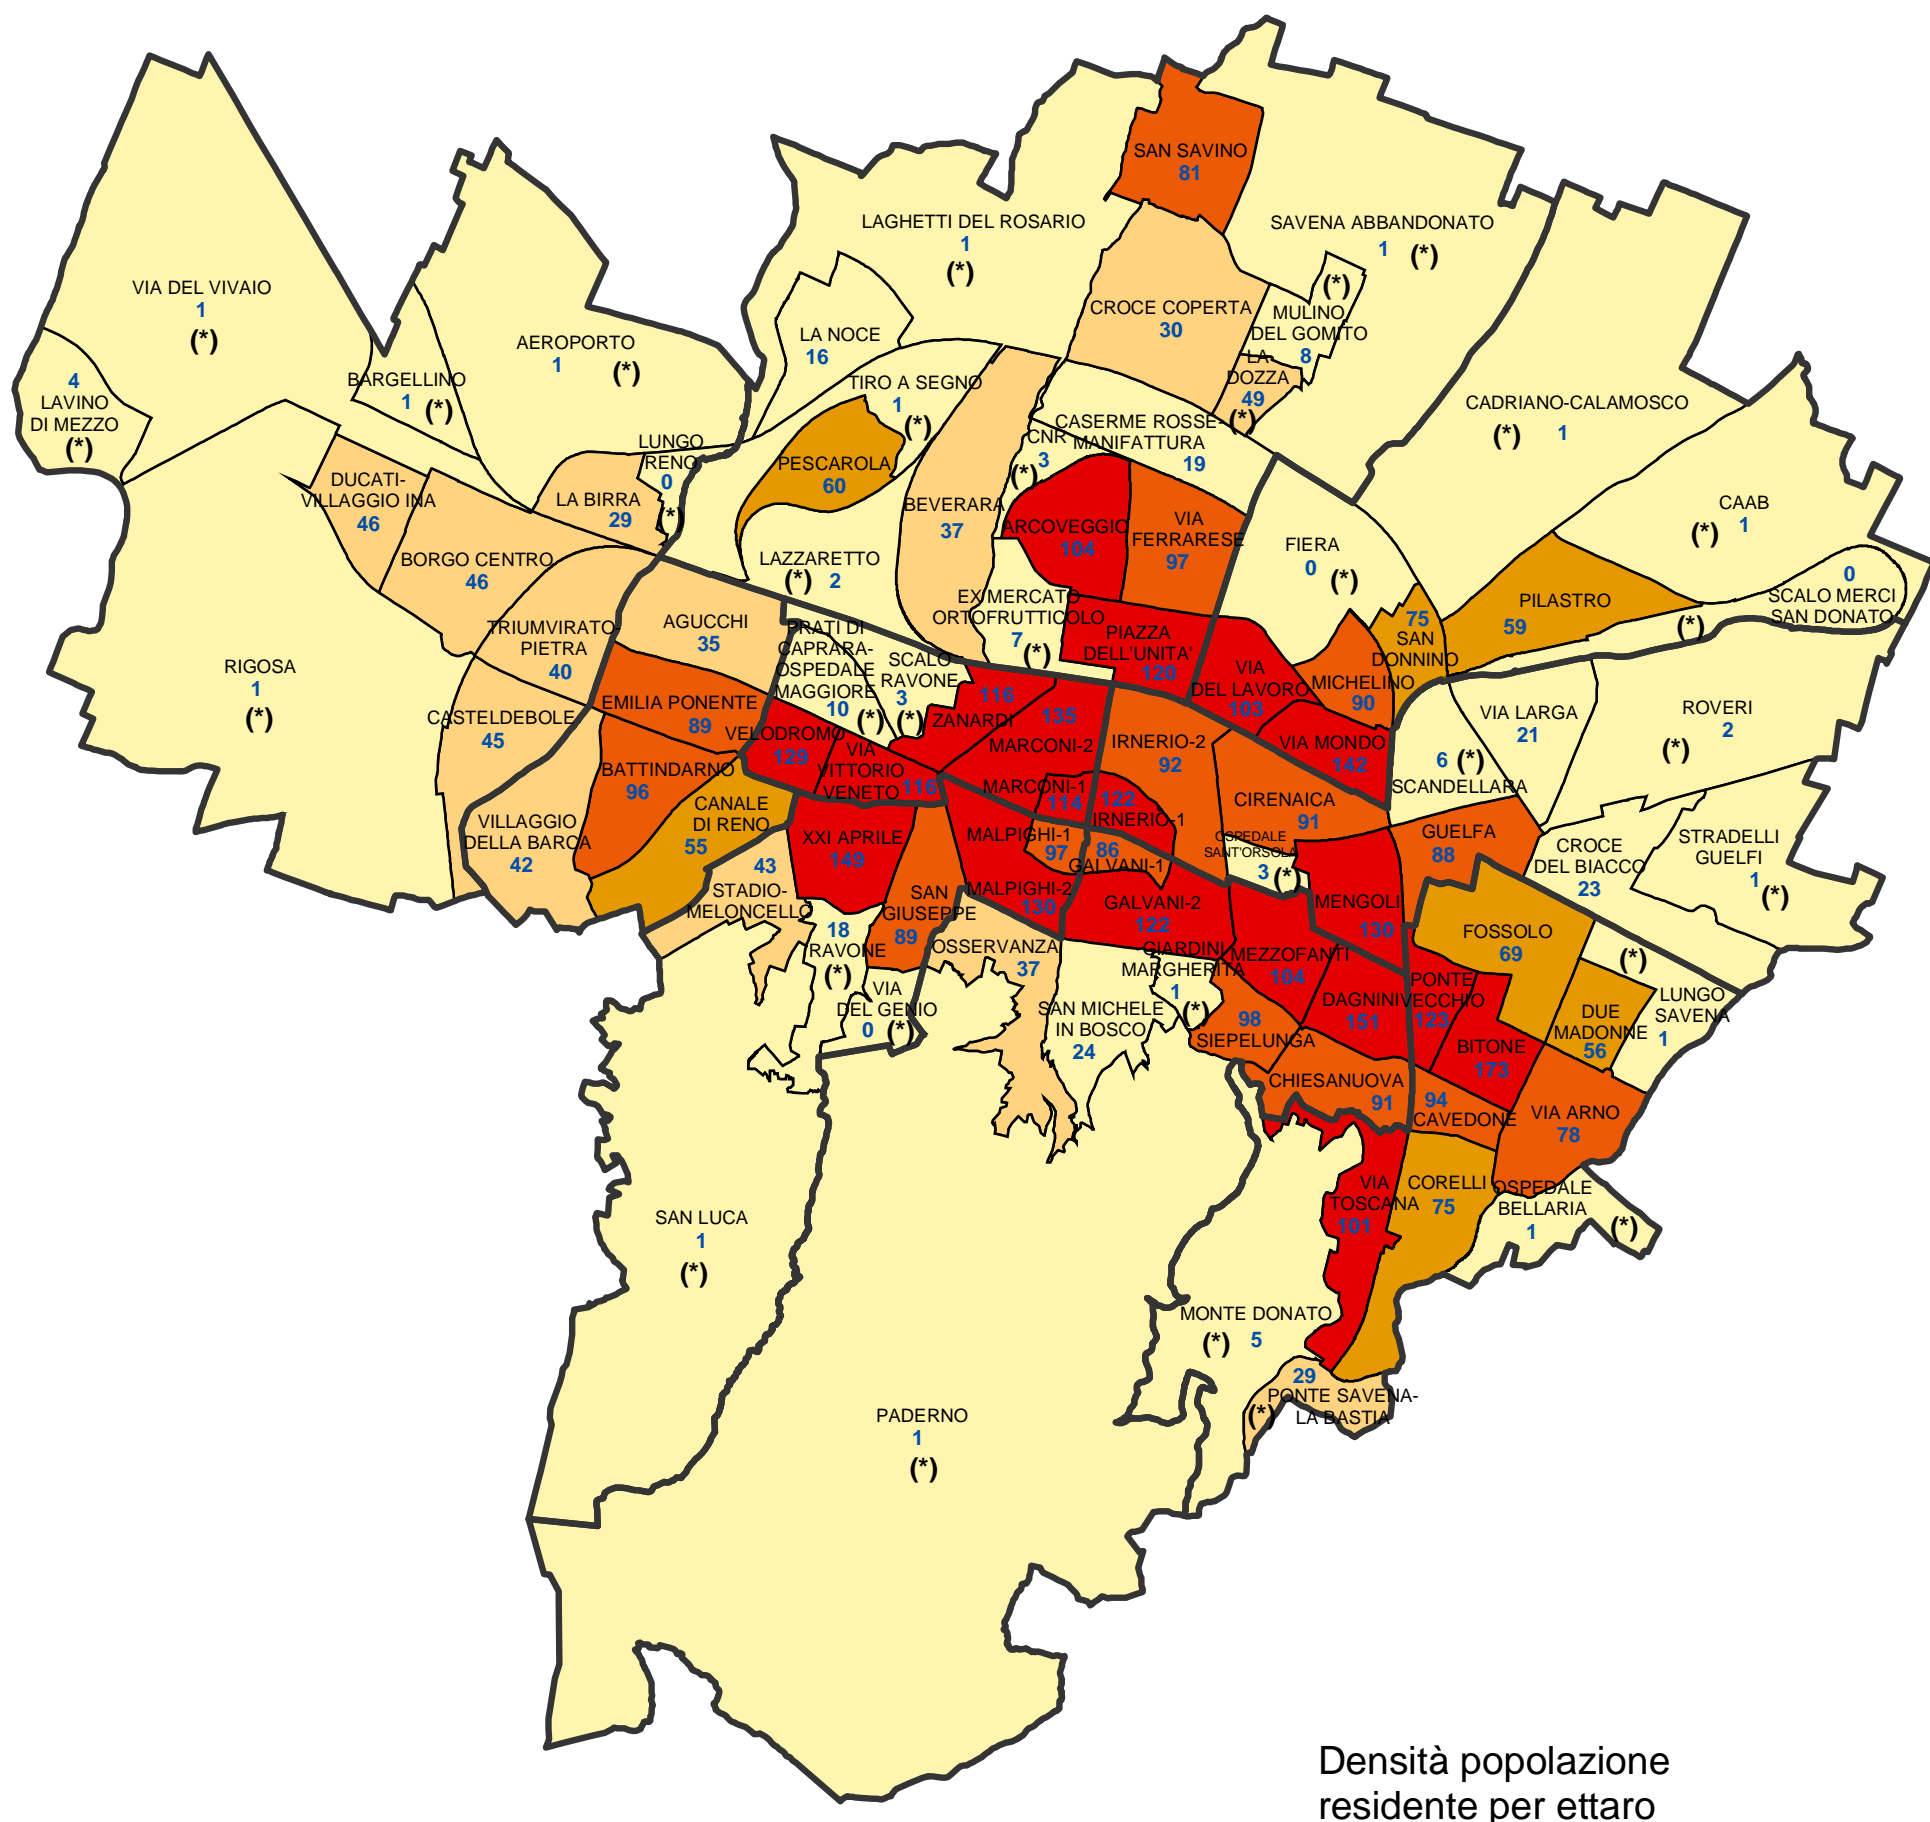 SAN SAVINO
81
LAGHETTI DEL ROSARIO
1
(*)
SAVENA ABBANDONATO
1 (*)
VIA DEL VIVAIO
1
(*)
AEROPORTO
1 (*)
LA NOCE
16
CROCE COPERTA
30
(*)
MULINO
DEL GOMITO
8
LA
DOZZA
49
(*)
4
LAVINO
DI MEZZO
(*)
BARGELLINO
1 (*)
TIRO A SEGNO
1
(*)
CADRIANO-CALAMOSCO
(*) 1
LUNGO
RENO
0
(*)
CNR
3
(*)
CASERME ROSSE-
MANIFATTURA
19
DUCATI-
VILLAGGIO INA
46
LA BIRRA
29
PESCAROLA
60
BEVERARA
37
ARCOVEGGIO
104
VIA
FERRARESE
97
CAAB
(*) 1
BORGO CENTRO
46
LAZZARETTO
(*) 2
FIERA
0 (*)
0
SCALO MERCI
SAN DONATO
EX MERCATO
ORTOFRUTTICOLO
7 (*)
PILASTRO
59
(*)
TRIUMVIRATO-
PIETRA
40
AGUCCHI
35
PRATI DI
CAPRARA-
OSPEDALE
MAGGIORE
10 (*)
SCALO
RAVONE
3
(*)
PIAZZA
DELL'UNITA'
120
75
SAN
DONNINO
RIGOSA
1
(*)
EMILIA PONENTE
89
116
ZANARDI
135
MARCONI-2
VIA
DEL LAVORO
103
MICHELINO
90
CASTELDEBOLE
45
VELODROMO
129
VIA
VITTORIO
VENETO 116
IRNERIO-2
92
VIA MONDO
142
VIA LARGA
21
6 (*)
SCANDELLARA
ROVERI
(*) 2
BATTINDARNO
96
CANALE
DI RENO
55
MARCONI-1
114
122
IRNERIO-1
CIRENAICA
91
VILLAGGIO
DELLA BARCA
42
XXI APRILE
149
MALPIGHI-1
97
86
GALVANI-1
OSPEDALE
SANT'ORSOLA
3 (*)
GUELFA
88
CROCE
DEL BIACCO
23
STRADELLI
GUELFI
1
(*)
43
STADIO-
MELONCELLO
SAN
GIUSEPPE
89
MALPIGHI-2
130
GALVANI-2
122
MENGOLI
130
18
RAVONE
(*)
OSSERVANZA
37
GIARDINI
MARGHERITA
1
(*)
MEZZOFANTI
104
FOSSOLO
69
(*)
VIA
DEL GENIO
0 (*)
SAN MICHELE
IN BOSCO
24
98
SIEPELUNGA
DAGNINI
151
PONTE
VECCHIO
123
DUE
MADONNE
56
LUNGO
SAVENA
1
BITONE
173
CHIESANUOVA
91
94
CAVEDONE
VIA ARNO
78
SAN LUCA
1
(*)
VIA
TOSCANA
101
CORELLI
75
OSPEDALE
BELLARIA
1 (*)
MONTE DONATO
(*) 5
29
PONTE SAVENA-
LA BASTIA
(*)
PADERNO
1
(*)
Densità popolazione
residente per ettaro